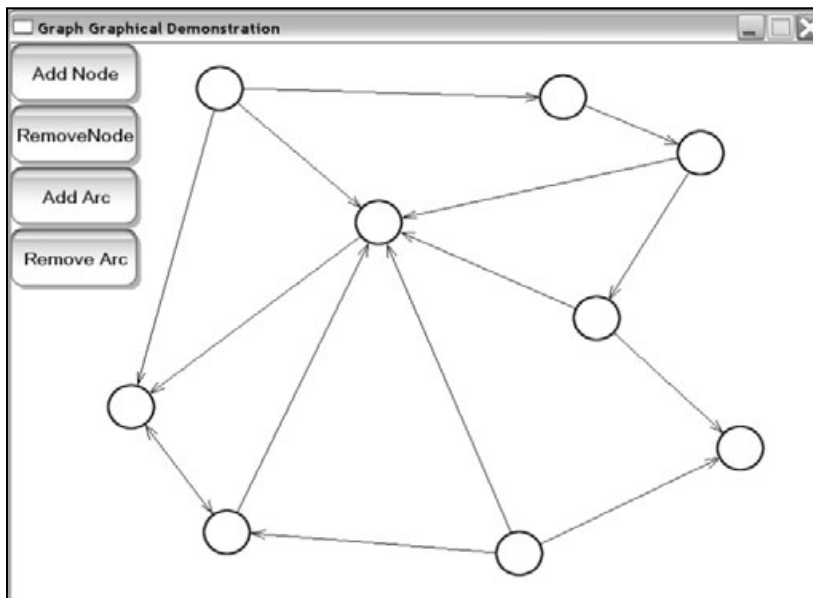 Graph Graphical Demonstration
Add Node
RemoveNode
Add Arc
Remove Arc